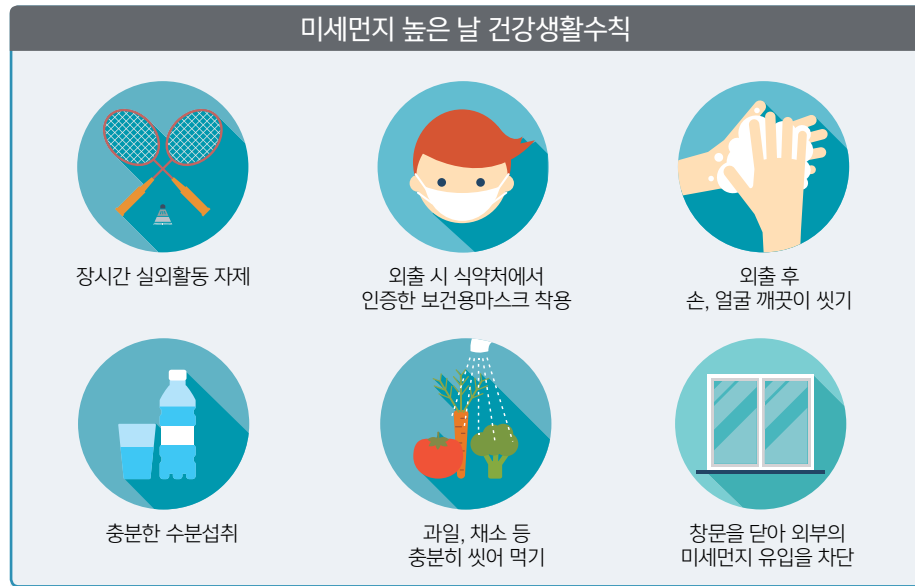 미세먼지 높은 날 건강생활수칙
장시간 실외활동 자제
외출 시 식약처에서
인증한 보건용마스크 착용
외출 후
손, 얼굴 깨끗이 씻기
충분한 수분섭취
과일, 채소 등
충분히 씻어 먹기
창문을 닫아 외부의
미세먼지 유입을 차단